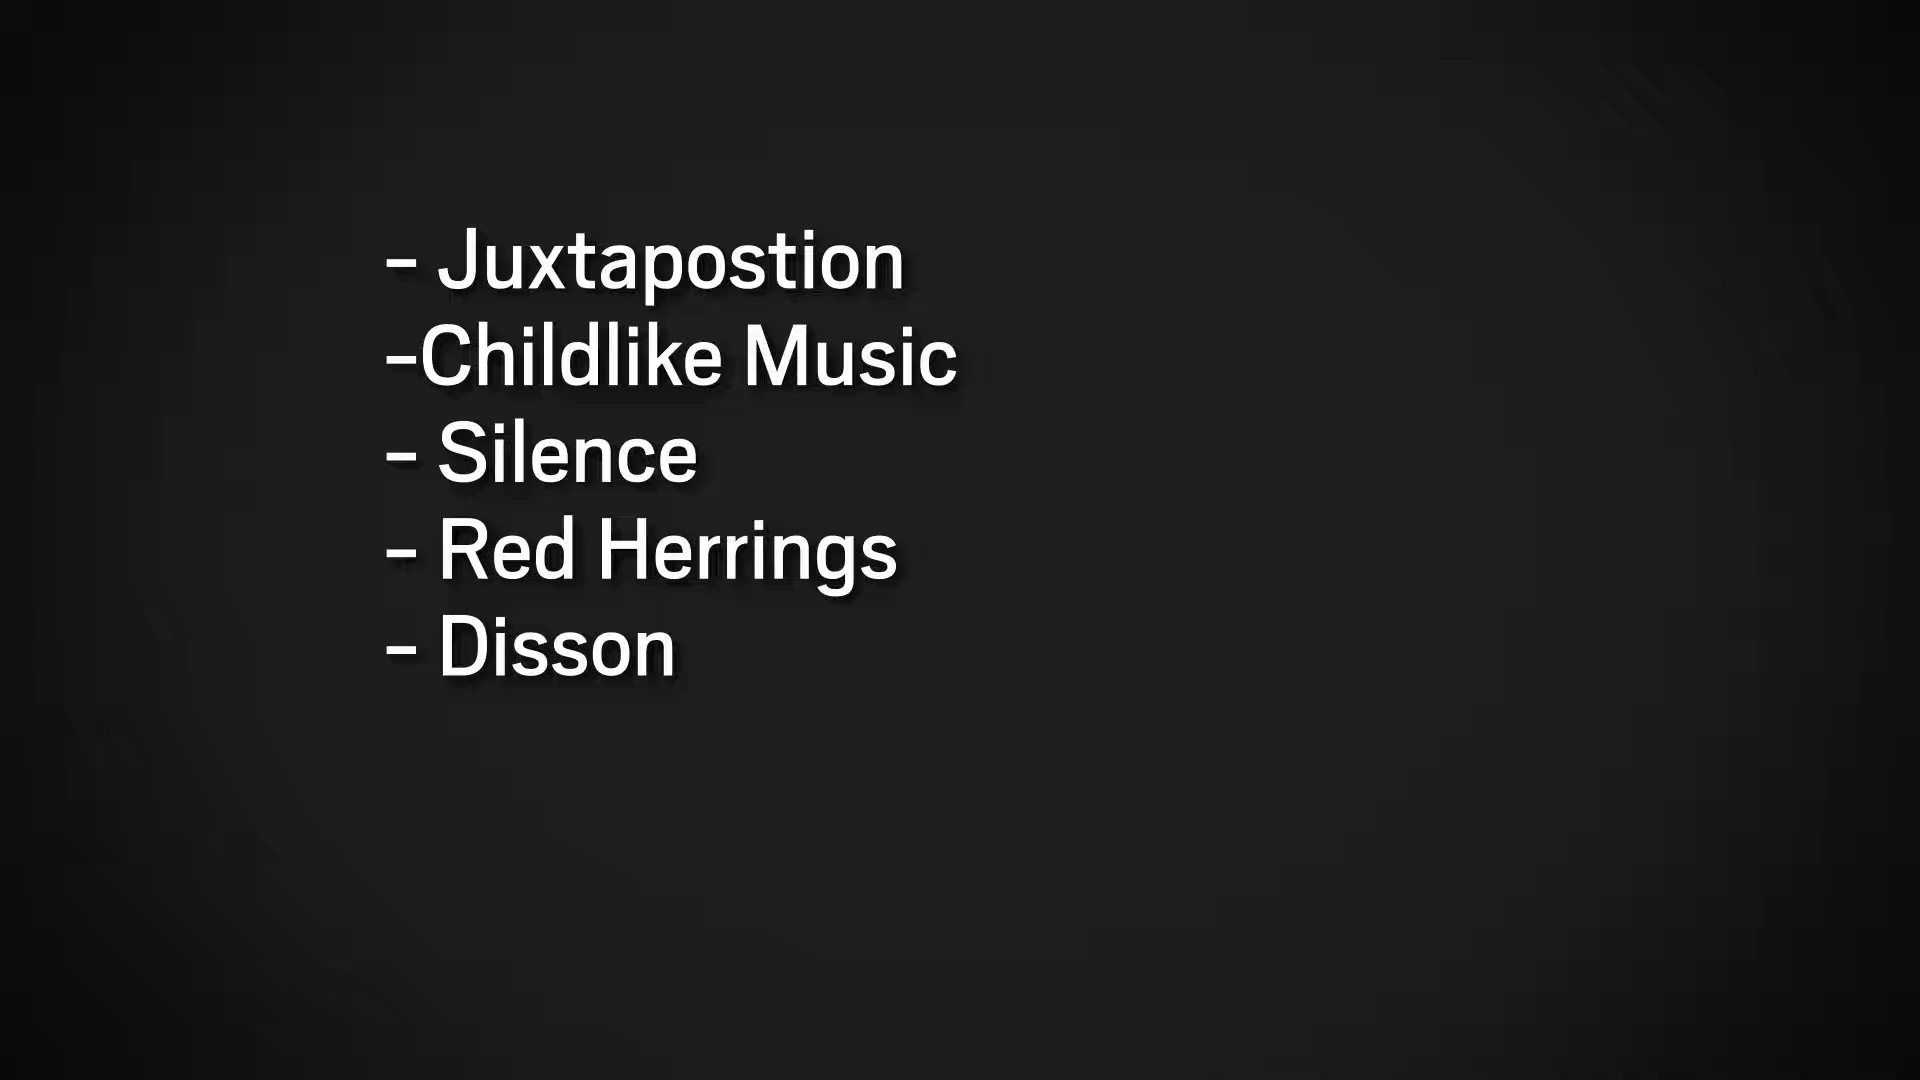 - Juxtapostion
-Childlike Music
- Silence
- Red Herrings
- Disson